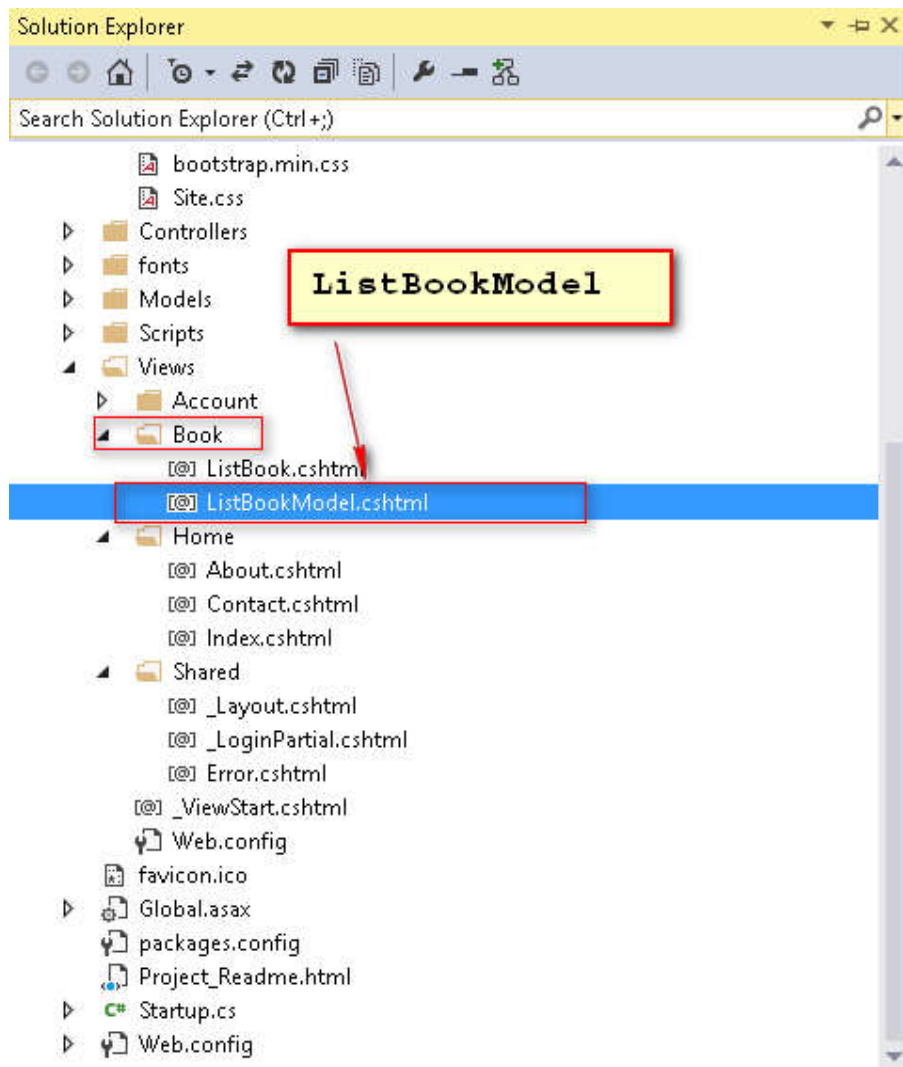 Solution Explorer
Search Solution Explorer (Ctrl+;)
bootstrap.min.css
Site.css
Controllers
fonts
ListBookModel
Models
Scripts
Views
Account
Book
[@] ListBook.cshtml
[@] ListBookModel.cshtml
Home
[@] About.cshtml
[@] Contact.cshtml
[@] Index.cshtml
Shared
[@] _Layout.cshtml
[@] _LoginPartial.cshtml
[@] Error.cshtml
[@] _ViewStart.cshtml
Web.config
favicon.ico
Global.asax
packages.config
Project_Readme.html
C# Startup.cs
Web.config